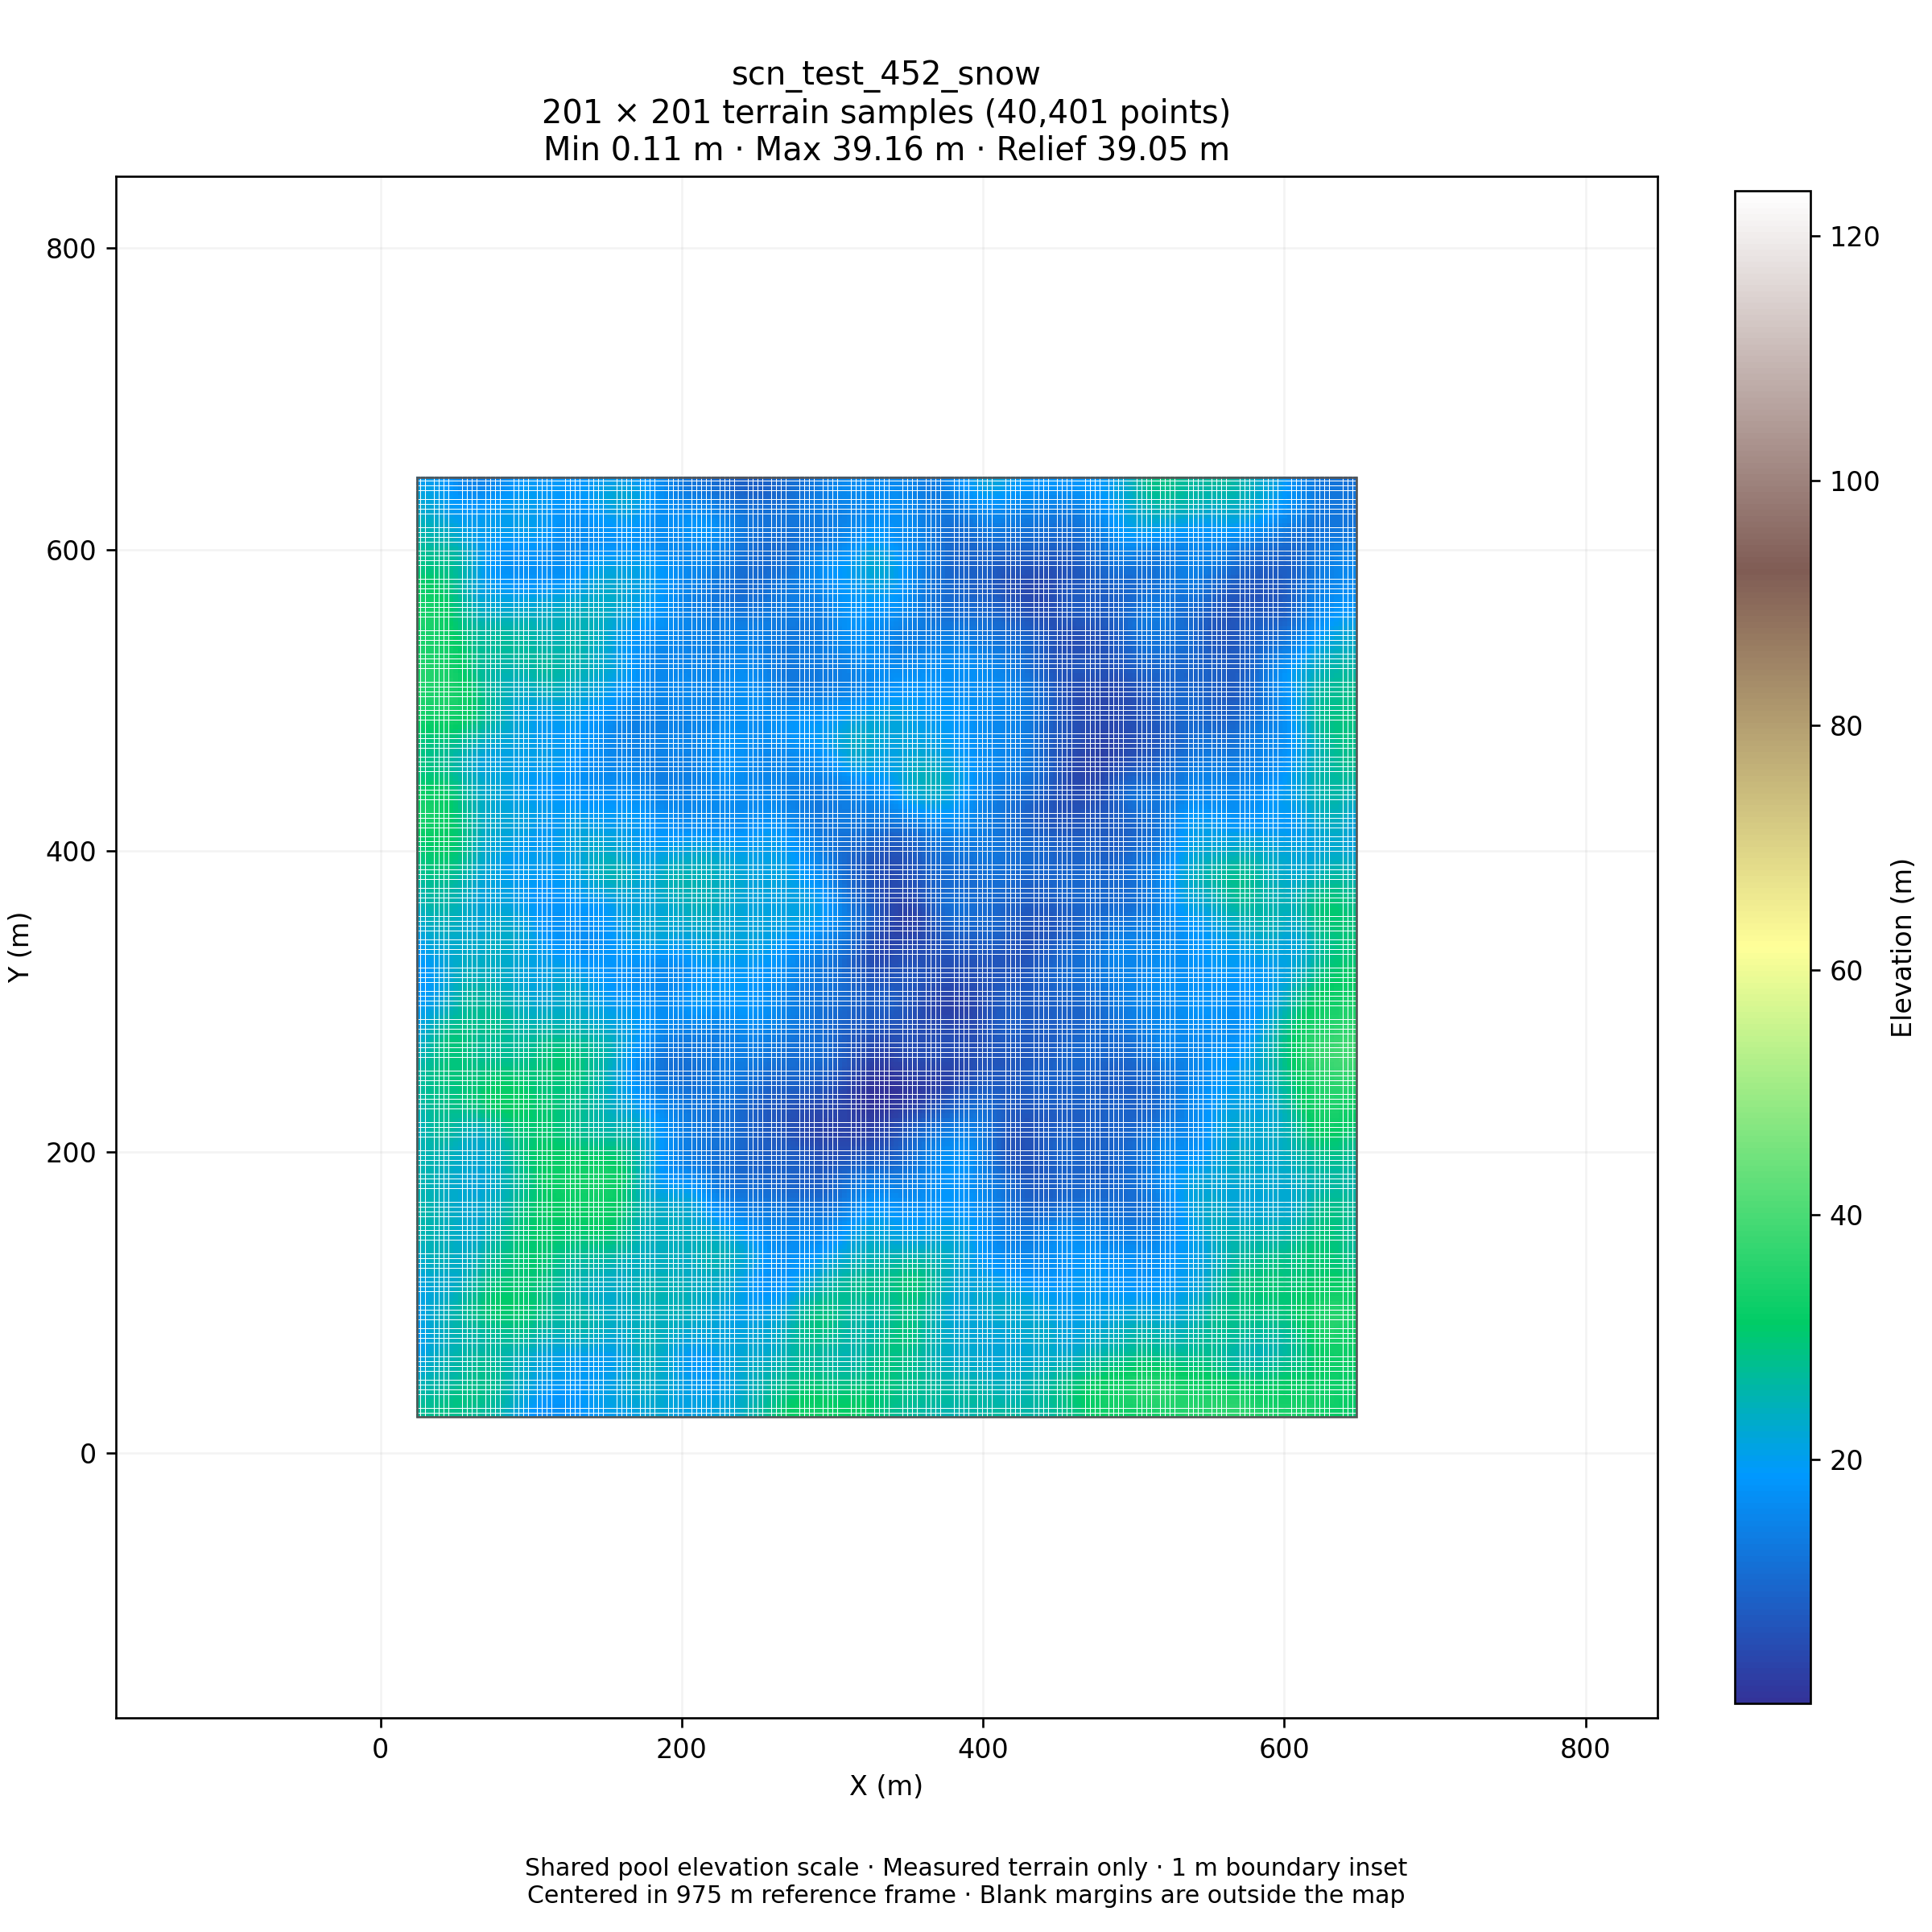 scn_test_452_snow
201 × 201 terrain samples (40,401 points)
Min 0.11 m · Max 39.16 m · Relief 39.05 m
800
600
400
200
0
Y (m)
0
200
400
600
800
X (m)
120
100
80
60
40
20
Elevation (m)
Shared pool elevation scale · Measured terrain only · 1 m boundary inset
Centered in 975 m reference frame · Blank margins are outside the map